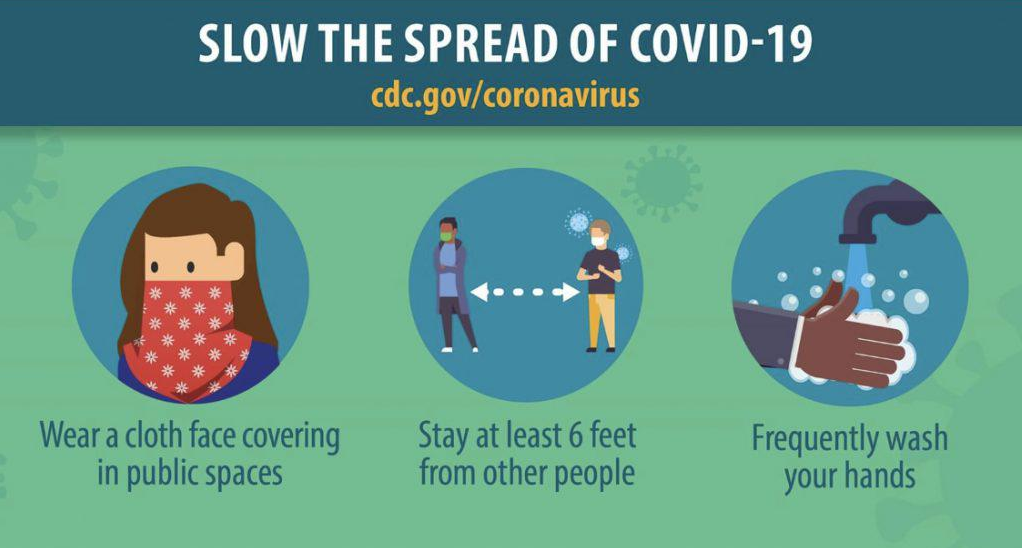 SLOW THE SPREAD OF COVID-19
cdc.gov/coronavirus
Wear a cloth face covering
in public spaces
Stay at least 6 feet
from other people
Frequently wash
your hands